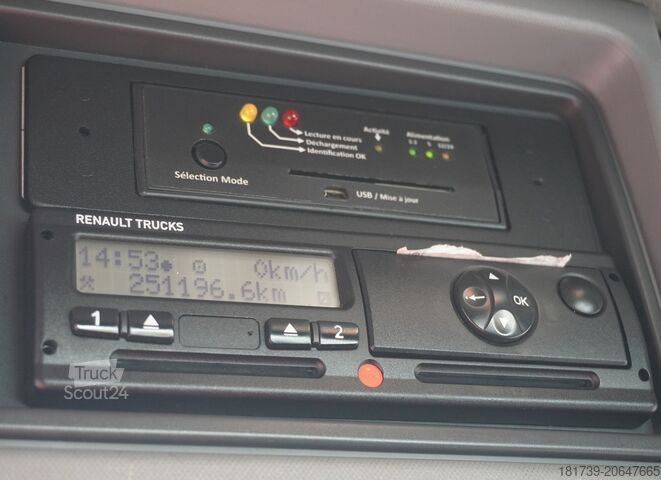 Lecture en cours
Déchargement
Identification OK
Activité
Alimentation
Sélection Mode
USB / Mise à jour
RENAULT TRUCKS
14:53 0km/h
251196.6km
1
2
OK
Truck
Scout24
181739-20647665